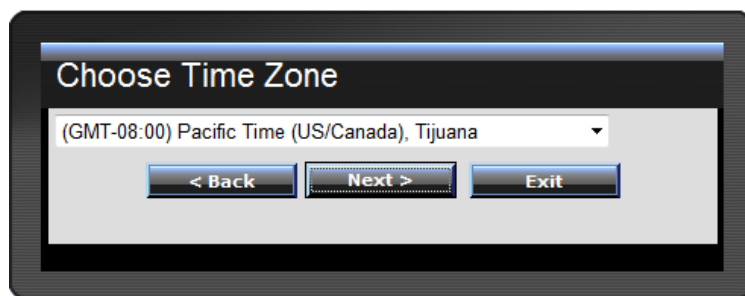 Choose Time Zone
(GMT-08:00) Pacific Time (US/Canada), Tijuana
< Back Next > Exit